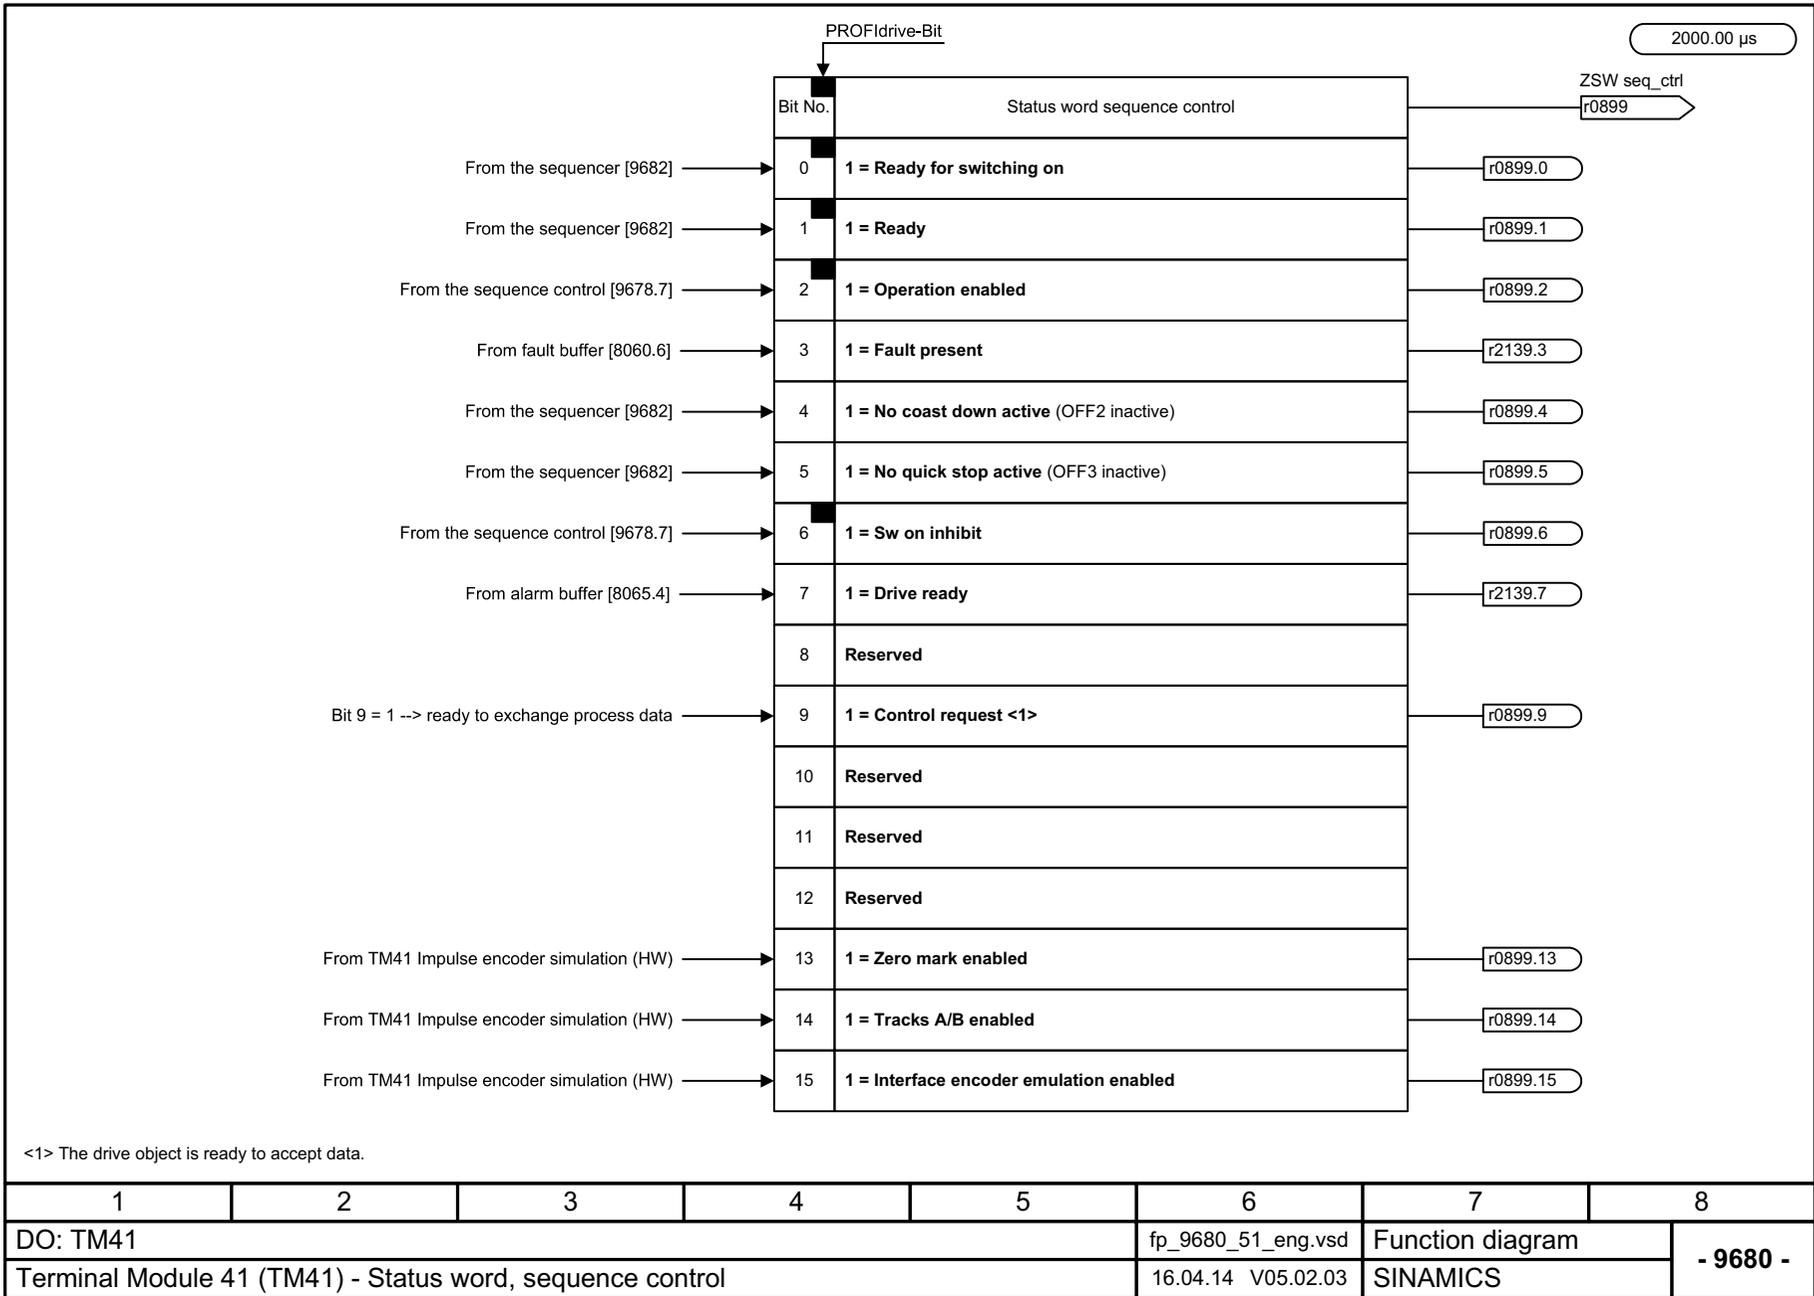 PROFIdrive-Bit
2000.00 µs
ZSW seq_ctrl
Bit No. Status word sequence control r0899
From the sequencer [9682] 0 1 = Ready for switching on r0899.0
From the sequencer [9682] 1 1 = Ready r0899.1
From the sequence control [9678.7] 2 1 = Operation enabled r0899.2
From fault buffer [8060.6] 3 1 = Fault present r2139.3
From the sequencer [9682] 4 1 = No coast down active (OFF2 inactive) r0899.4
From the sequencer [9682] 5 1 = No quick stop active (OFF3 inactive) r0899.5
From the sequence control [9678.7] 6 1 = Sw on inhibit r0899.6
From alarm buffer [8065.4] 7 1 = Drive ready r2139.7
8 Reserved
Bit 9 = 1 --> ready to exchange process data 9 1 = Control request <1> r0899.9
10 Reserved
11 Reserved
12 Reserved
From TM41 Impulse encoder simulation (HW) 13 1 = Zero mark enabled r0899.13
From TM41 Impulse encoder simulation (HW) 14 1 = Tracks A/B enabled r0899.14
From TM41 Impulse encoder simulation (HW) 15 1 = Interface encoder emulation enabled r0899.15
<1> The drive object is ready to accept data.
1 2 3 4 5 6 7 8
DO: TM41 fp_9680_51_eng.vsd Function diagram - 9680 -
Terminal Module 41 (TM41) - Status word, sequence control 16.04.14 V05.02.03 SINAMICS